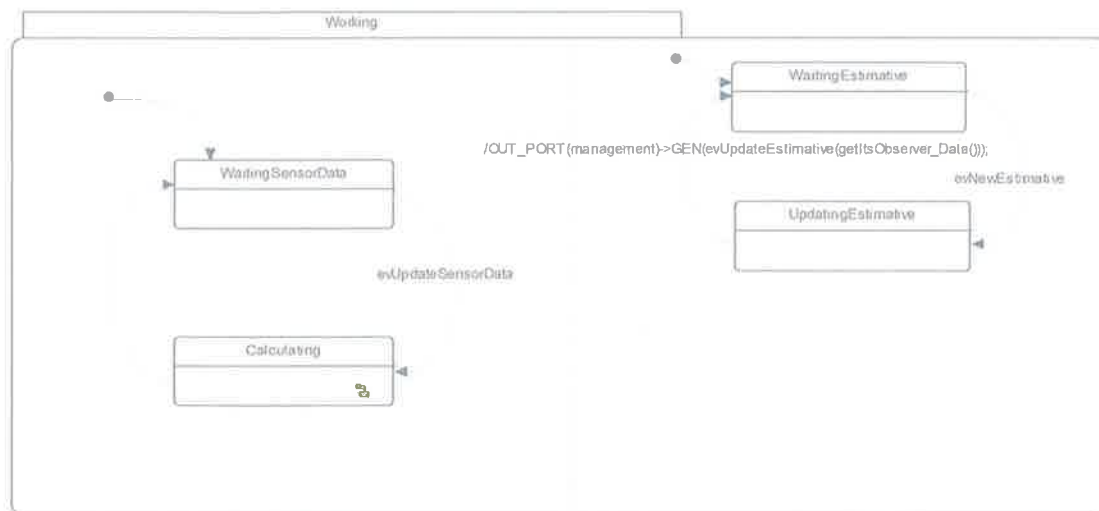 Working
WaitingEstimative
/OUT_PORT(management)->GEN(evUpdateEstimative(getItsObserver_Data());
WaitingSensorData
evNewEstimative
UpdatingEstimative
evUpdateSensorData
Calculating